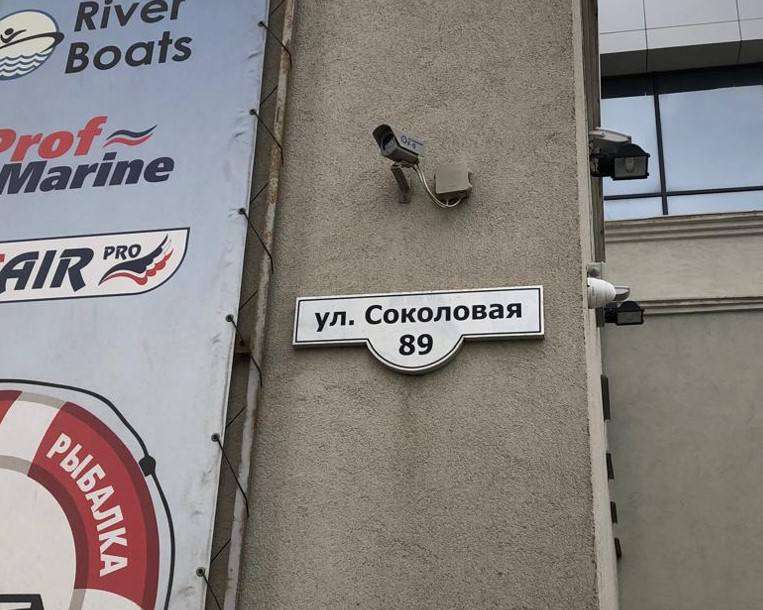 River
Boats
Prof
Marine
AIR PRO
ул. Соколовая
89
РЫБАЛКА